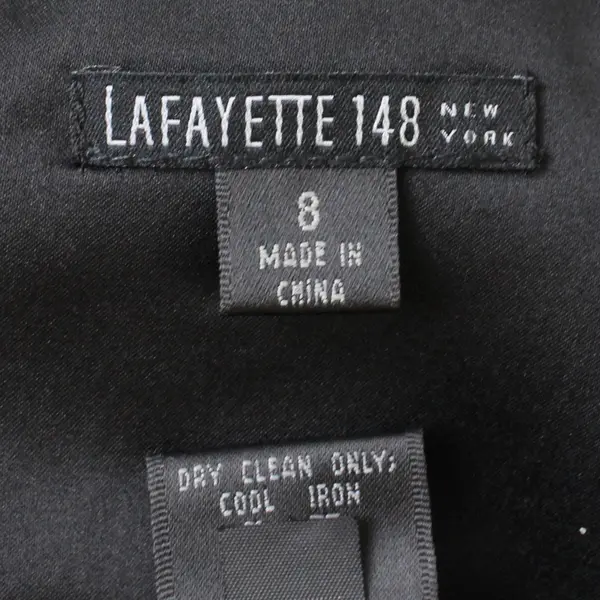 LAFAYETTE 148 NEW YORK
8
MADE IN
CHINA
DRY CLEAN ONLY;
COOL IRON